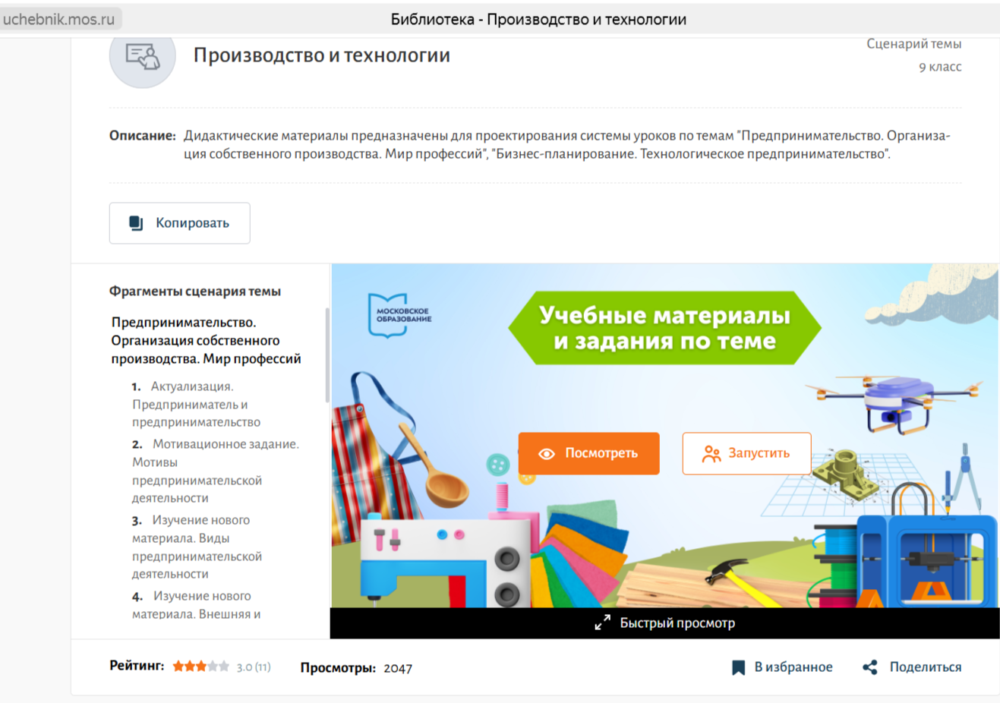 uchebnik.mos.ru
Библиотека - Производство и технологии
Производство и технологии
Сценарий темы
9 класс
Описание: Дидактические материалы предназначены для проектирования системы уроков по темам "Предпринимательство. Организа-
ция собственного производства. Мир профессий", "Бизнес-планирование. Технологическое предпринимательство".
Копировать
Фрагменты сценария темы
Предпринимательство.
Организация собственного
производства. Мир профессий
1. Актуализация.
Предприниматель и
предпринимательство
2. Мотивационное задание.
Мотивы
предпринимательской
деятельности
3. Изучение нового
материала. Виды
предпринимательской
деятельности
4. Изучение нового
материала. Внешняя и
МОСКОВСКОЕ
ОБРАЗОВАНИЕ
Учебные материалы
и задания по теме
Посмотреть
Запустить
Быстрый просмотр
Рейтинг: 3.0 (11)
Просмотры: 2047
В избранное
Поделиться